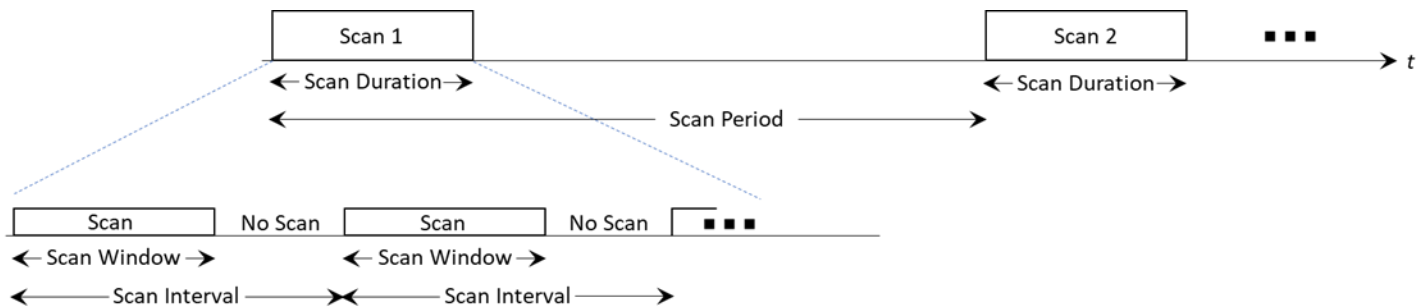 Scan 1
Scan 2
t
Scan Duration
Scan Duration
Scan Period
Scan
No Scan
Scan
No Scan
Scan Window
Scan Window
Scan Interval
Scan Interval